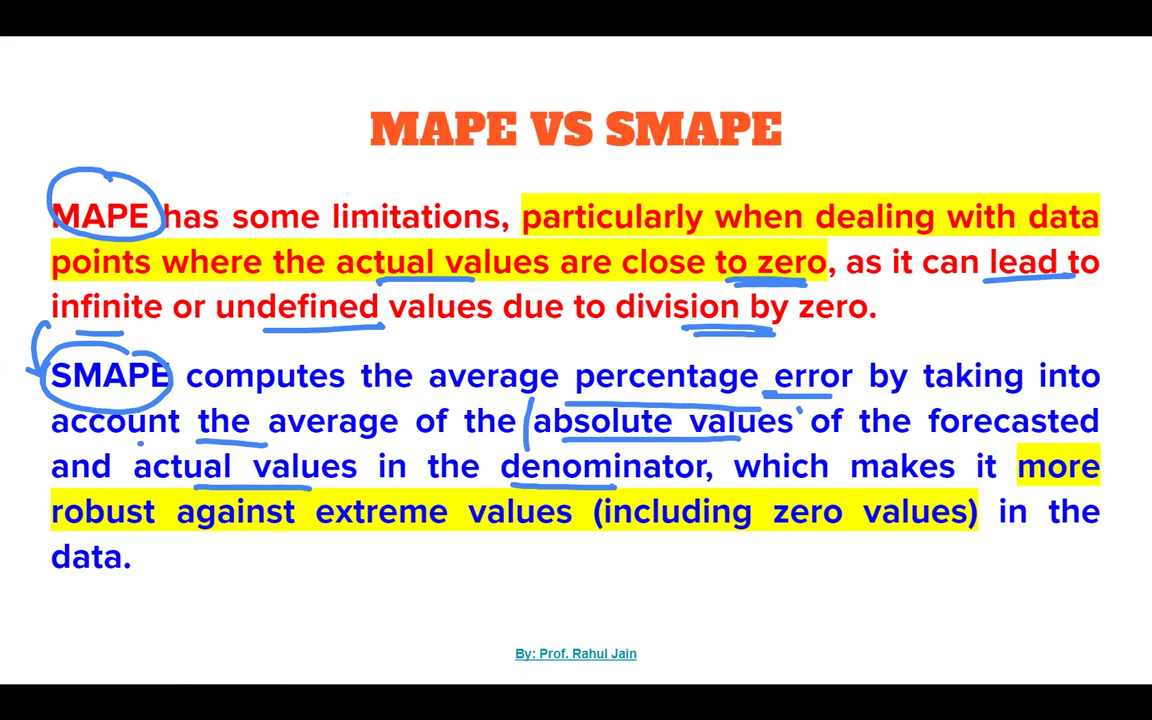 MAPE VS SMAPE
MAPE has some limitations, particularly when dealing with data
points where the actual values are close to zero, as it can lead to
infinite or undefined values due to division by zero.
SMAPE computes the average percentage error by taking into
account the average of the absolute values of the forecasted
and actual values in the denominator, which makes it more
robust against extreme values (including zero values) in the
data.
By: Prof. Rahul Jain